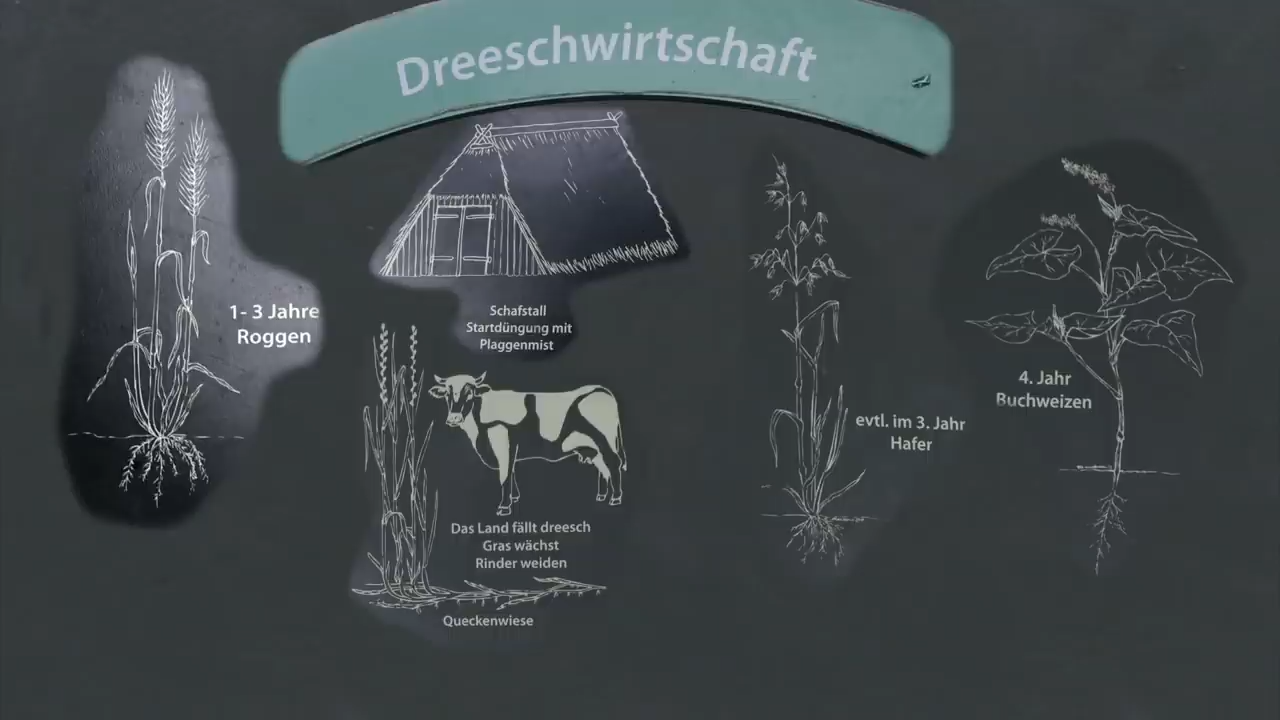 Dreeschwirtschaft
1- 3 Jahre
Roggen
Schafstall
Startdüngung mit
Plaggenmist
evtl. im 3. Jahr
Hafer
4. Jahr
Buchweizen
Das Land fällt dreesch
Gras wächst
Rinder weiden
Queckenwiese